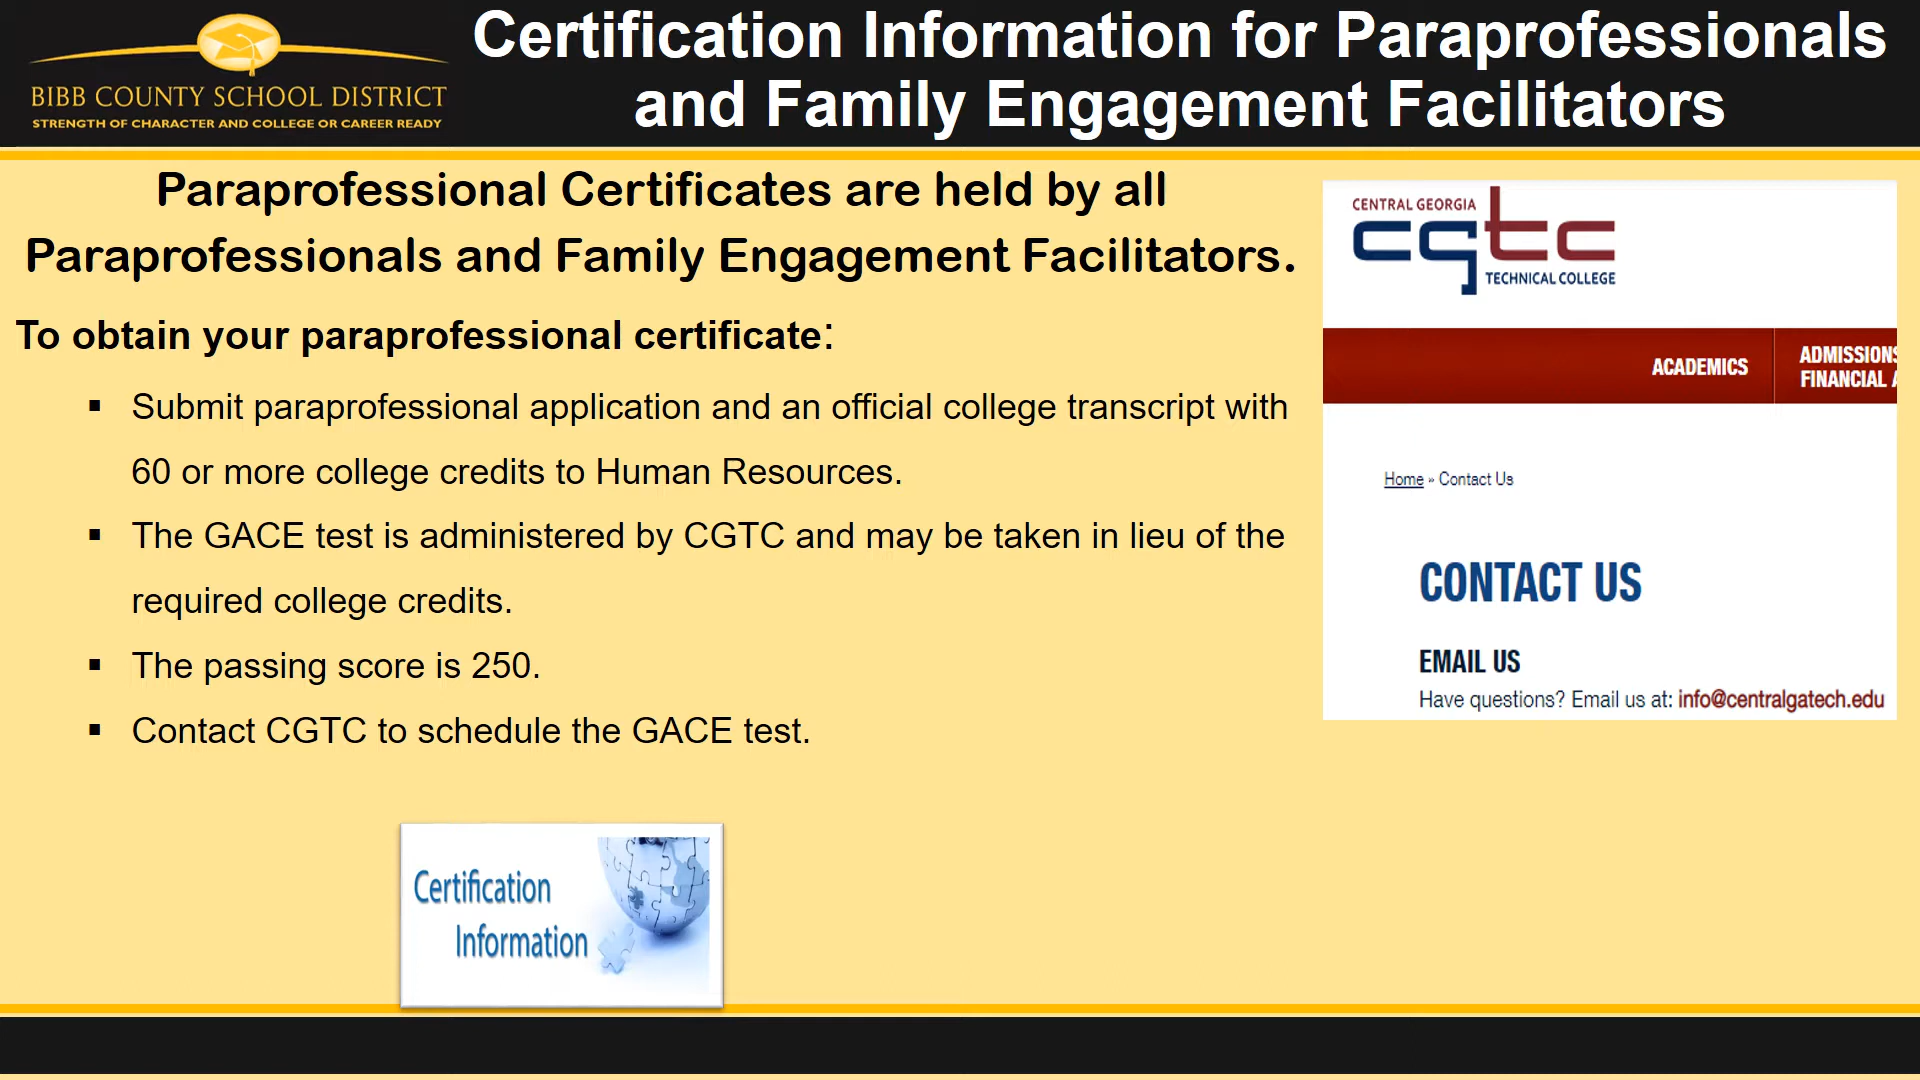 BIBB COUNTY SCHOOL DISTRICT
STRENGTH OF CHARACTER AND COLLEGE OR CAREER READY
Certification Information for Paraprofessionals
and Family Engagement Facilitators
Paraprofessional Certificates are held by all
Paraprofessionals and Family Engagement Facilitators.
To obtain your paraprofessional certificate:
▪ Submit paraprofessional application and an official college transcript with
60 or more college credits to Human Resources.
▪ The GACE test is administered by CGTC and may be taken in lieu of the
required college credits.
▪ The passing score is 250.
▪ Contact CGTC to schedule the GACE test.
CENTRAL GEORGIA
cgtc
TECHNICAL COLLEGE
ACADEMICS
ADMISSIONS
FINANCIAL A
Home » Contact Us
CONTACT US
EMAIL US
Have questions? Email us at: info@centralgatech.edu
Certification
Information